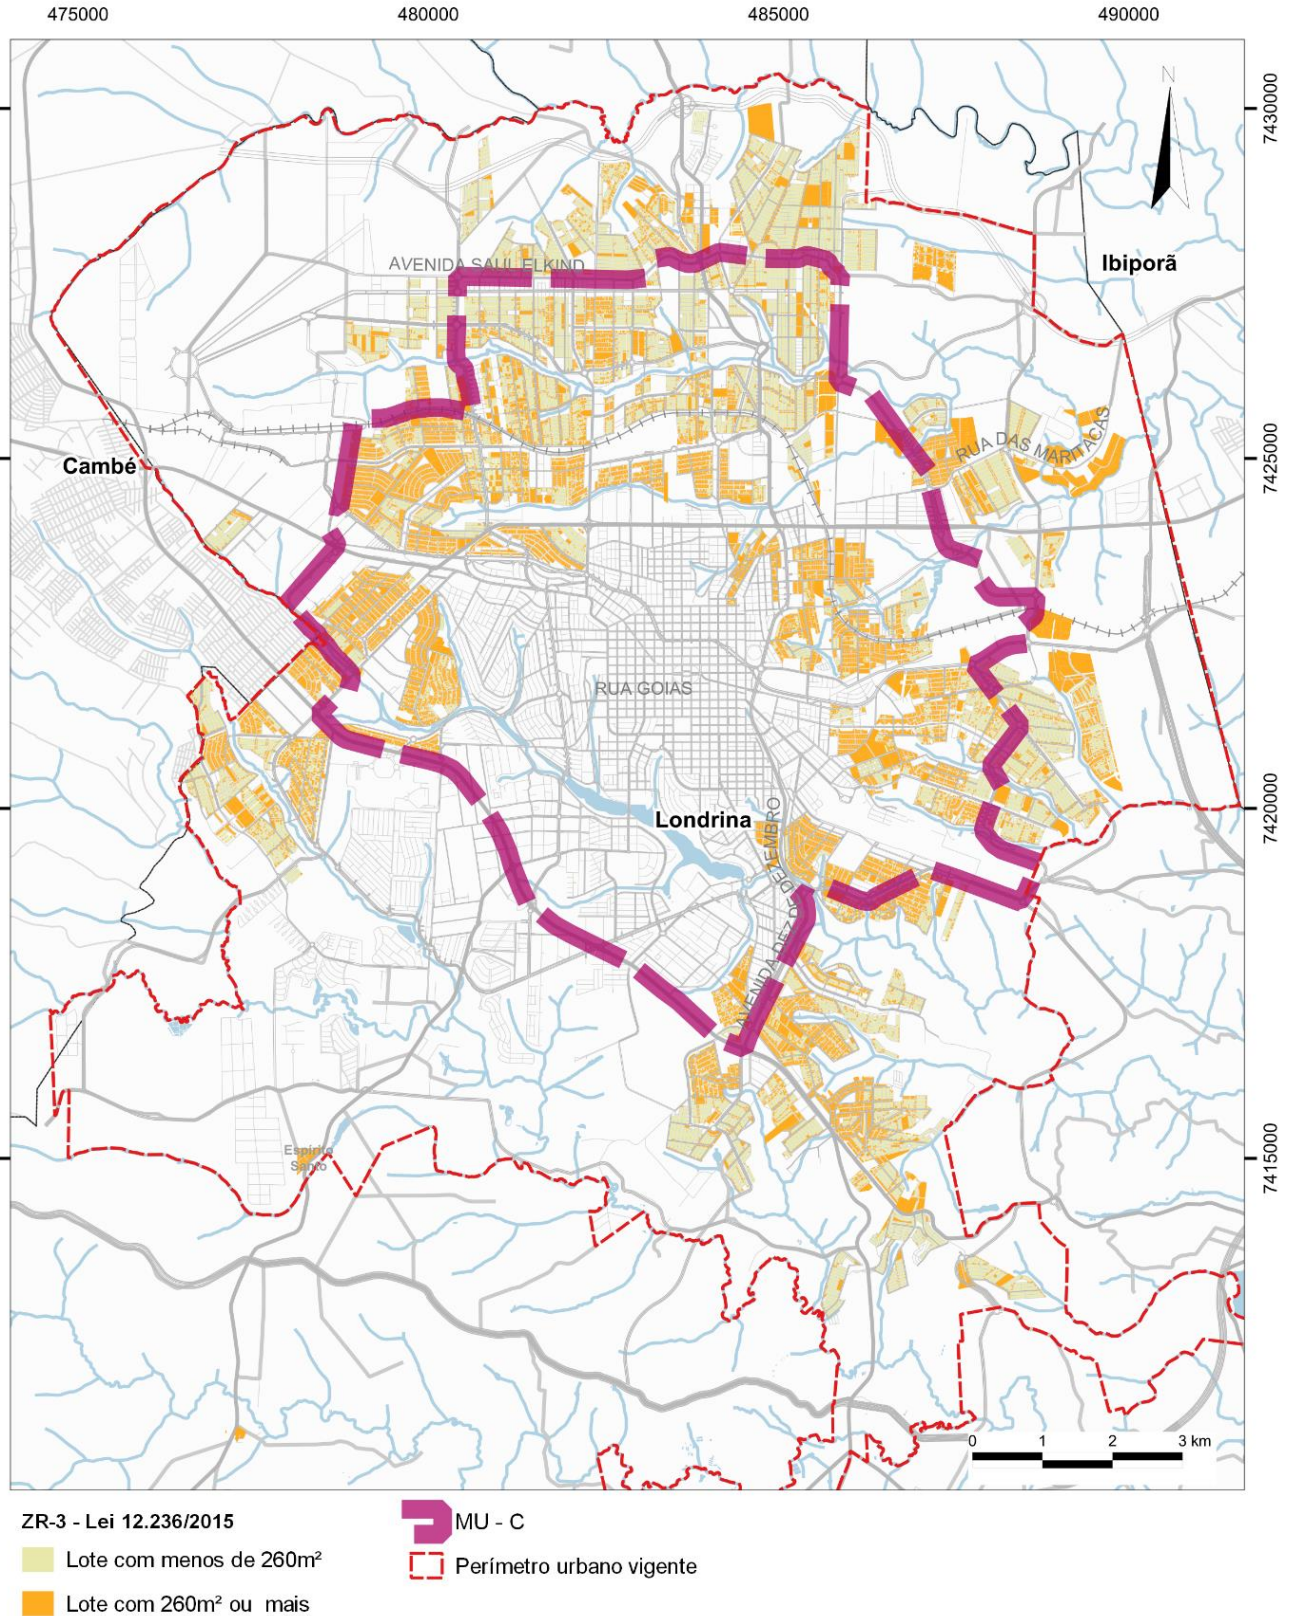 475000 480000 485000 490000
7430000
N
Ibiporã
AVENIDA SAUL ELKIND
RUA DAS MARITACAS
7425000
Cambé
RUA GOIAS
7420000
Londrina
AVENIDA DEZ DE DEZEMBRO
7415000
Espírito
Santo
0 1 2 3 km
ZR-3 - Lei 12.236/2015
MU - C
Lote com menos de 260m²
Perímetro urbano vigente
Lote com 260m² ou mais